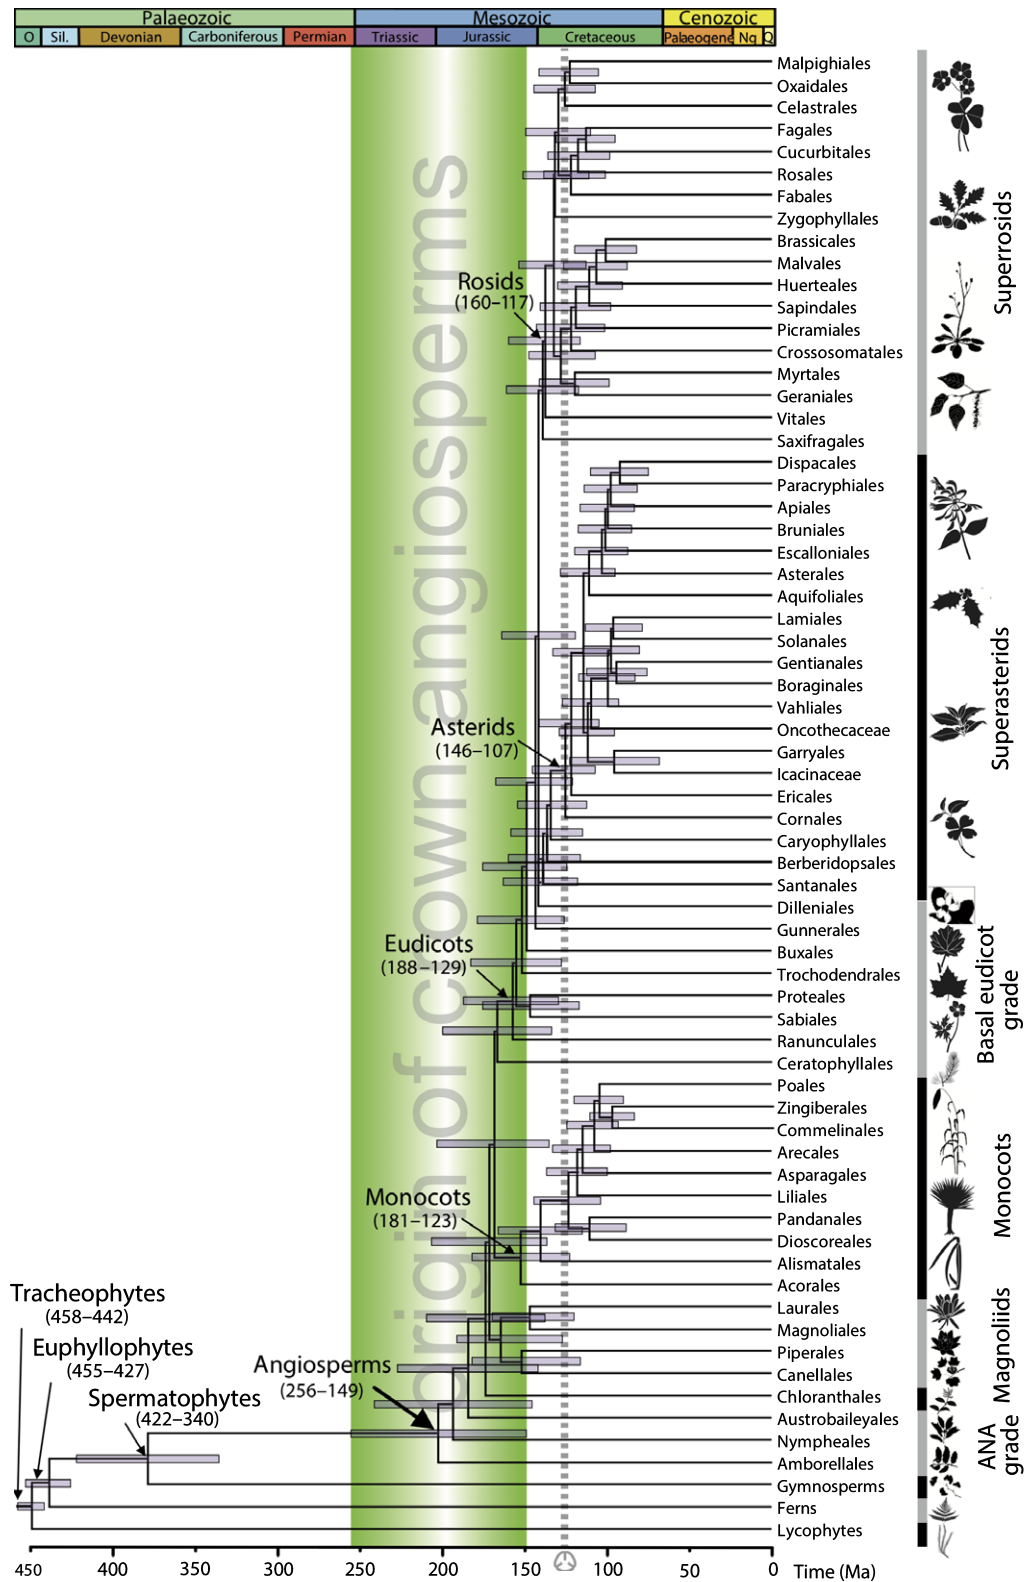 Palaeozoic Mesozoic Cenozoic
O Sil. Devonian Carboniferous Permian Triassic Jurassic Cretaceous Palaeogene Ng Q
Malpighiales
Oxaidales
Celastrales
Fagales
Cucurbitales
Rosales
Fabales
Zygophyllales
Brassicales
Malvales
Huerteales
Sapindales
Picramiales
Crossosomatales
Myrtales
Geraniales
Vitales
Saxifragales
Dispacales
Paracryphiales
Apiales
Bruniales
Escalloniales
Asterales
Aquifoliales
Lamiales
Solanales
Gentianales
Boraginales
Vahliales
Oncothecaceae
Garryales
Icacinaceae
Ericales
Cornales
Caryophyllales
Berberidopsales
Santanales
Dilleniales
Gunnerales
Buxales
Trochodendrales
Proteales
Sabiales
Ranunculales
Ceratophyllales
Poales
Zingiberales
Commelinales
Arecales
Asparagales
Liliales
Pandanales
Dioscoreales
Alismatales
Acorales
Laurales
Magnoliales
Piperales
Canellales
Chloranthales
Austrobaileyales
Nympheales
Amborellales
Gymnosperms
Ferns
Lycophytes
Superrosids
Superasterids
Basal eudicot
grade
Monocots
Magnoliids
ANA
grade
origin of crown angiosperms
Rosids
(160–117)
Asterids
(146–107)
Eudicots
(188–129)
Monocots
(181–123)
Angiosperms
(256–149)
Tracheophytes
(458–442)
Euphyllophytes
(455–427)
Spermatophytes
(422–340)
450 400 350 300 250 200 150 100 50 0 Time (Ma)